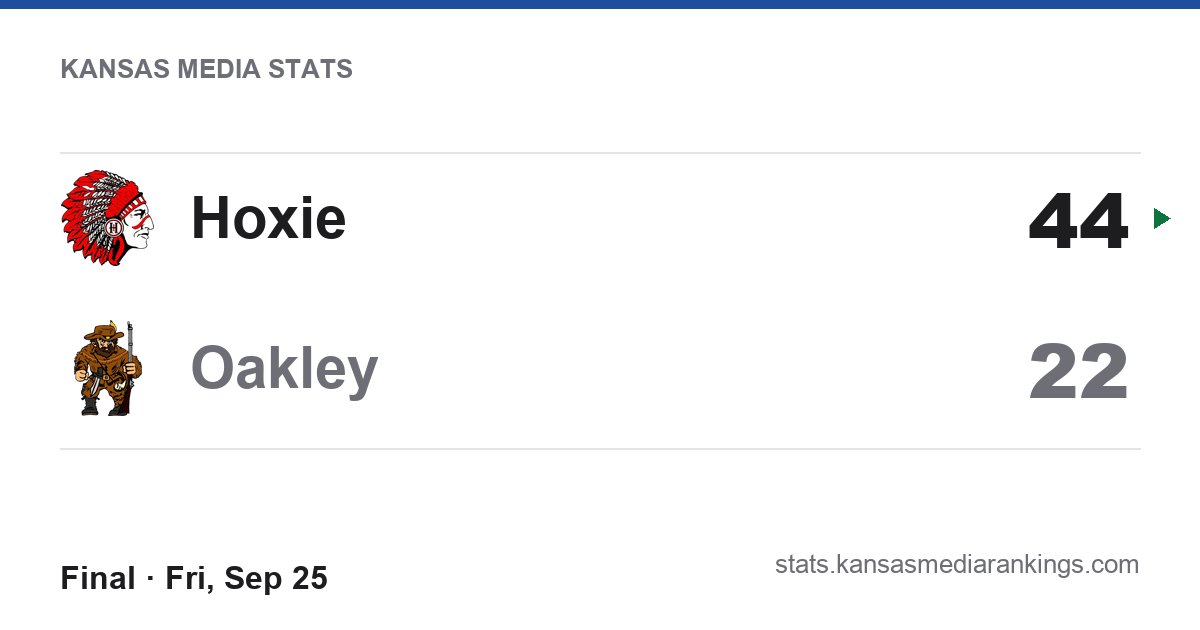 KANSAS MEDIA STATS
Hoxie 44
Oakley 22
Final · Fri, Sep 25
stats.kansasmediarankings.com